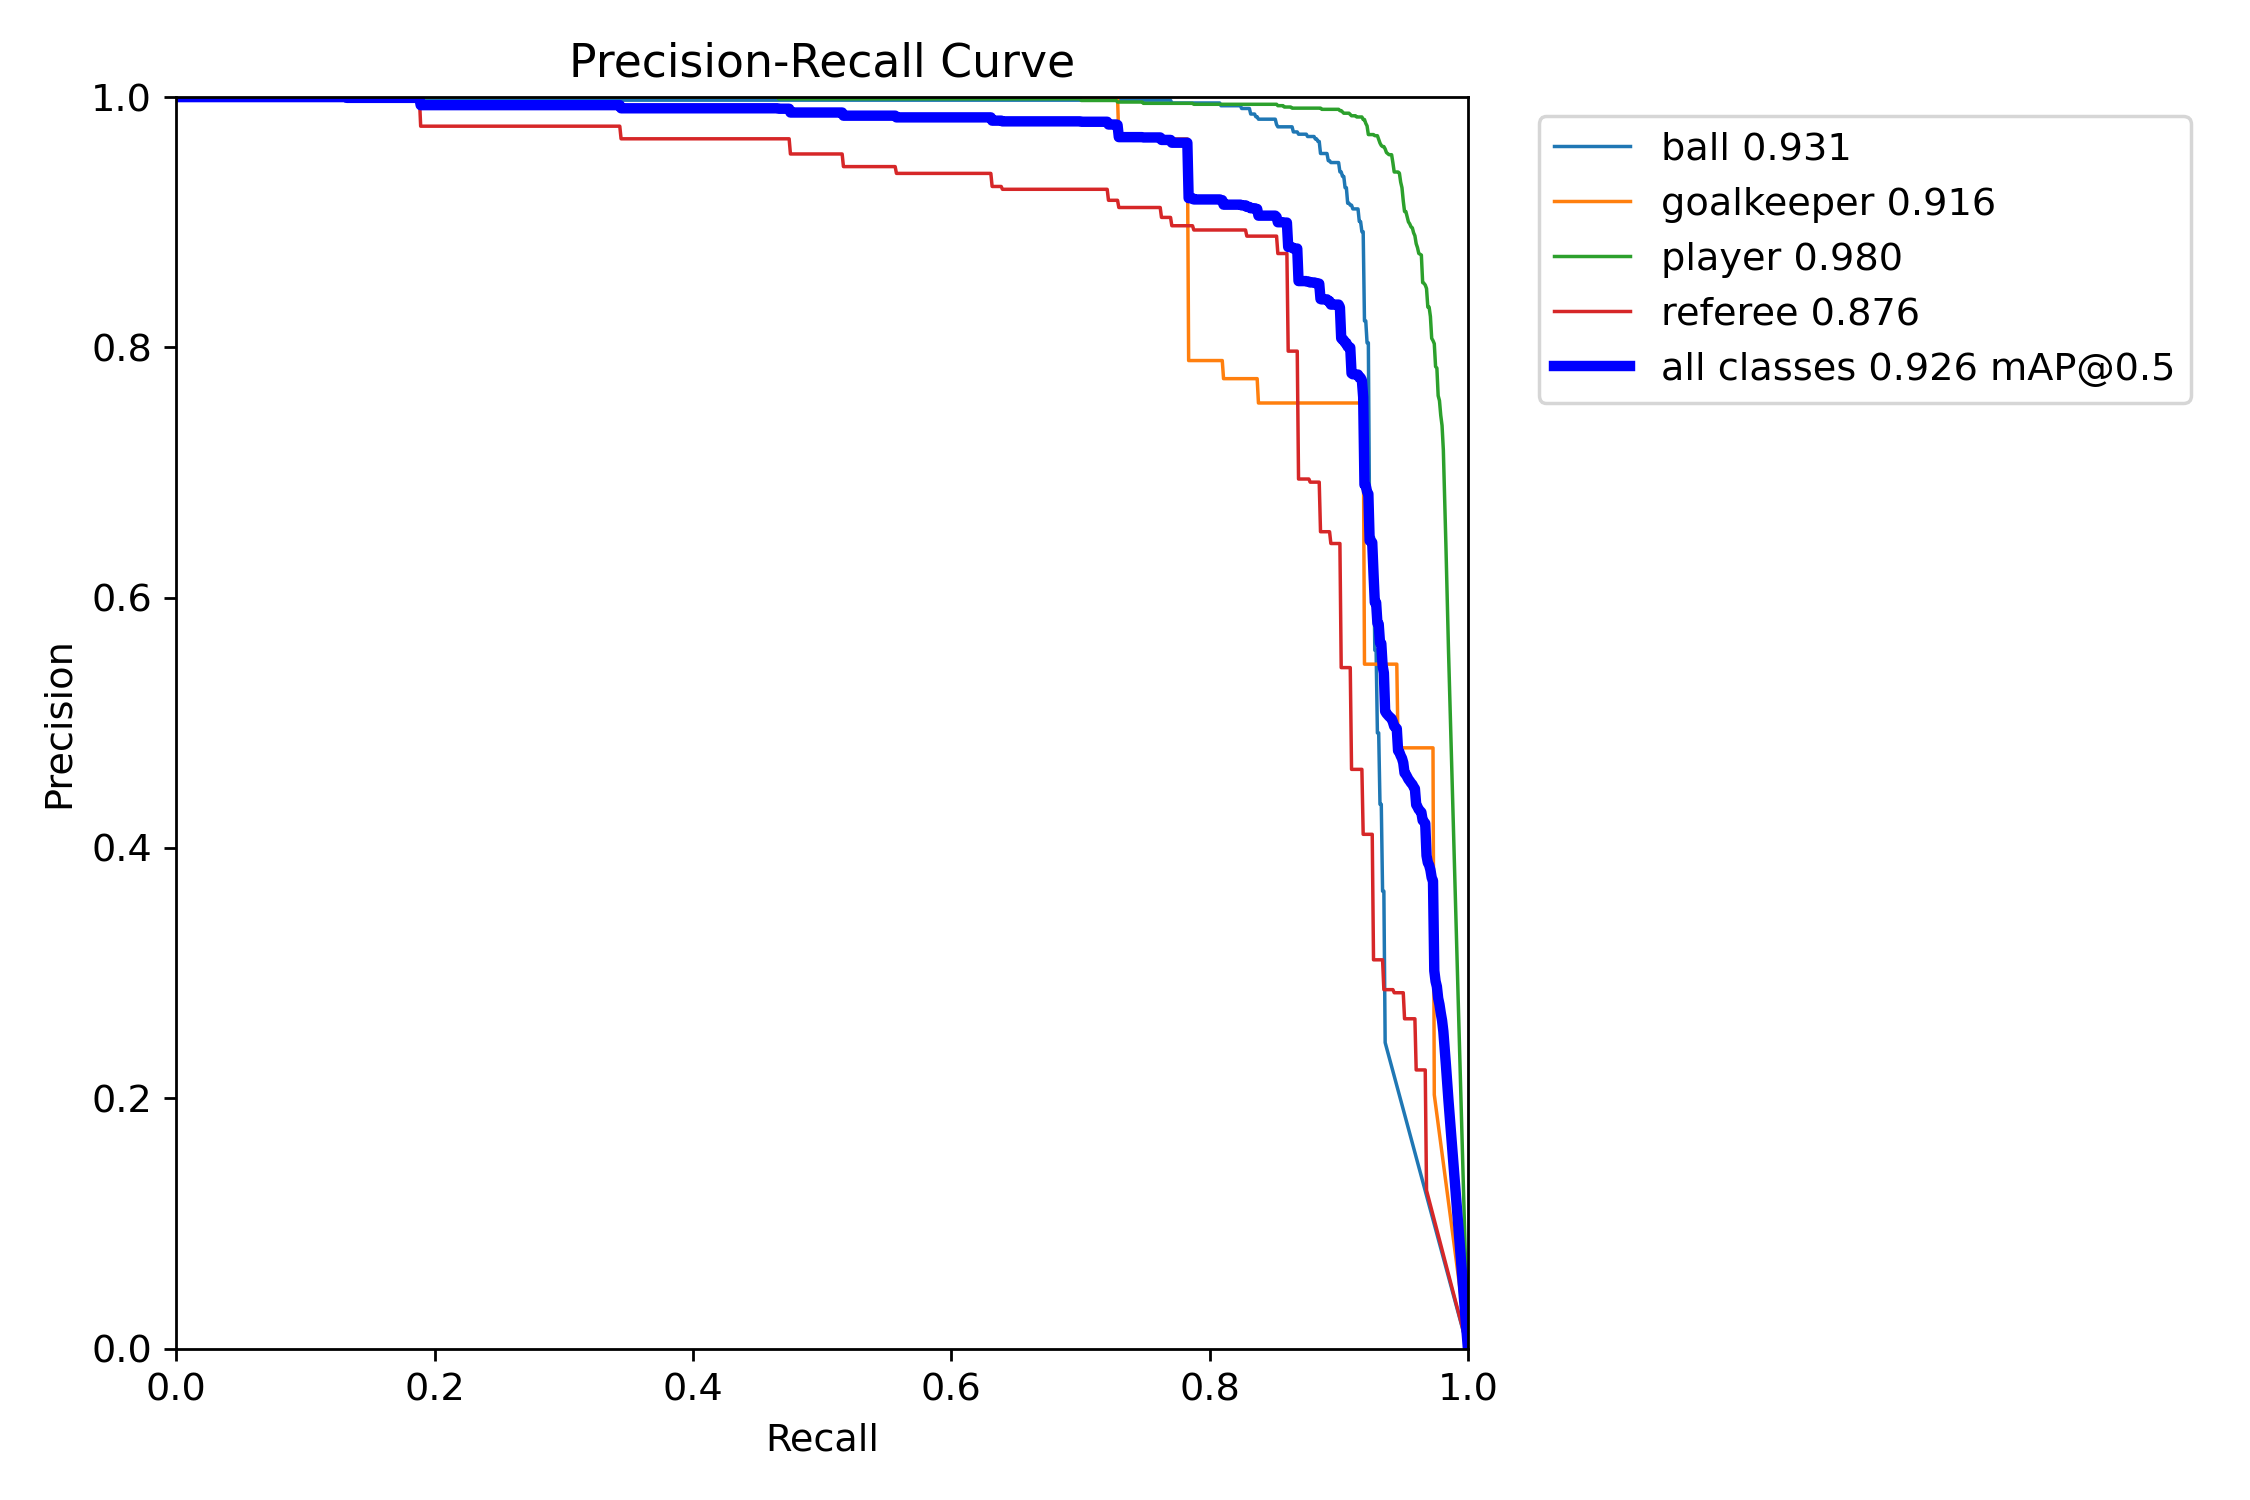 Precision-Recall Curve
1.0
0.8
0.6
0.4
0.2
0.0
Precision
0.0 0.2 0.4 0.6 0.8 1.0
Recall
ball 0.931
goalkeeper 0.916
player 0.980
referee 0.876
all classes 0.926 mAP@0.5